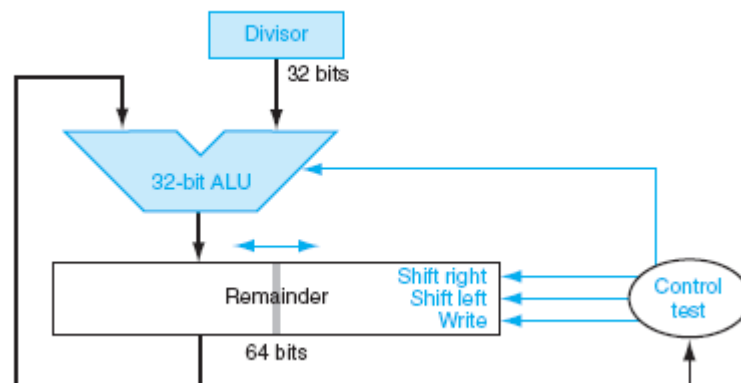 Divisor
32 bits
32-bit ALU
Shift right
Remainder
Shift left
Write
Control
test
64 bits